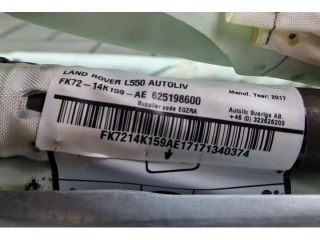 LAND ROVER L550 AUTOLIV
FK72-14K159-AE 625198600
Supplier code EGZRA
Manuf. Year: 2017
Autoliv Sverige AB.
+46 (0) 322626200
FK7214K159AE17171340374